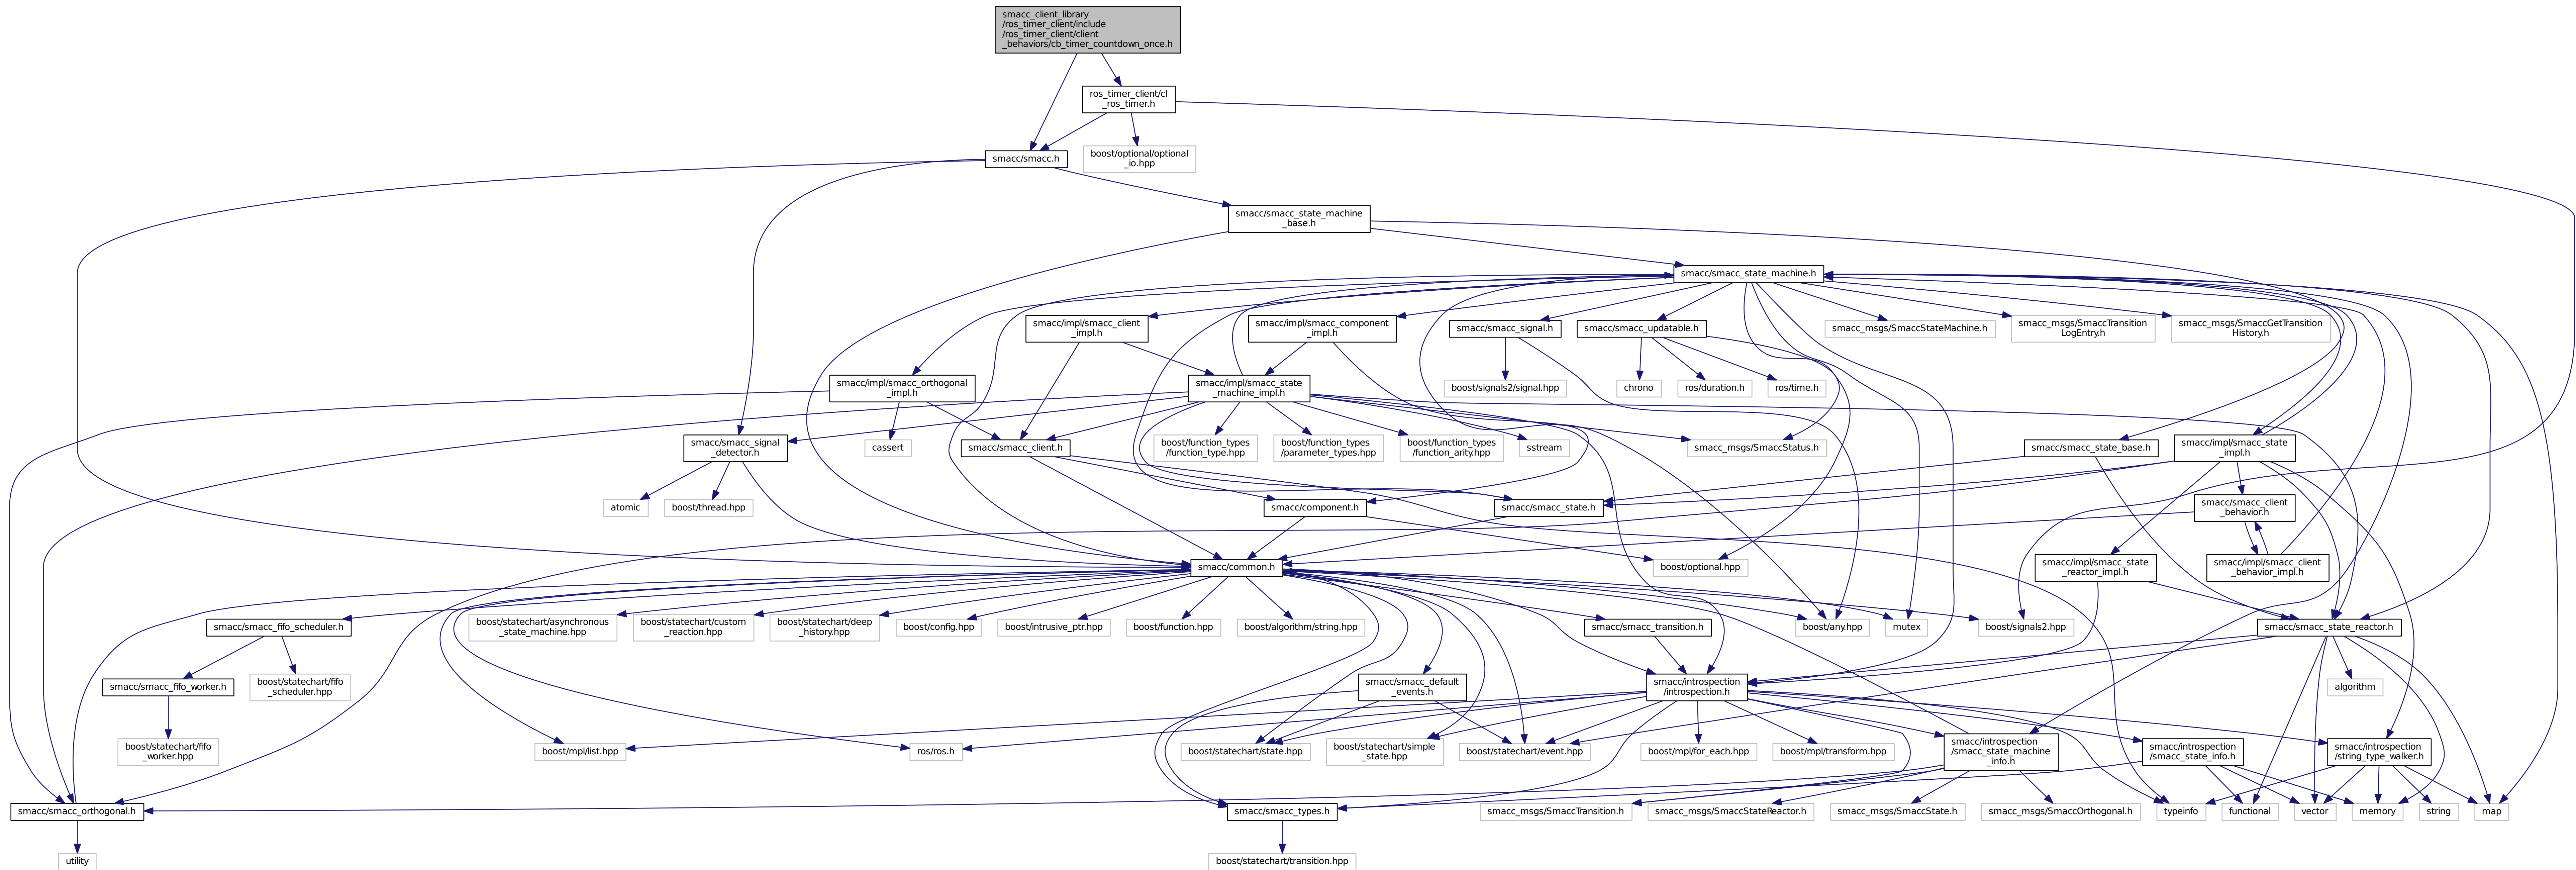 smacc_client_library
/ros_timer_client/include
/ros_timer_client/client
_behaviors/cb_timer_countdown_once.h
ros_timer_client/cl
_ros_timer.h
smacc/smacc.h
boost/optional/optional
_io.hpp
smacc/smacc_state_machine
_base.h
smacc/smacc_state_machine.h
smacc/impl/smacc_client
_impl.h
smacc/impl/smacc_component
_impl.h
smacc/smacc_signal.h
smacc/smacc_updatable.h
smacc_msgs/SmaccStateMachine.h
smacc_msgs/SmaccTransition
LogEntry.h
smacc_msgs/SmaccGetTransition
History.h
smacc/impl/smacc_orthogonal
_impl.h
smacc/impl/smacc_state
_machine_impl.h
boost/signals2/signal.hpp
chrono
ros/duration.h
ros/time.h
smacc/smacc_signal
_detector.h
cassert
smacc/smacc_client.h
boost/function_types
/function_type.hpp
boost/function_types
/parameter_types.hpp
boost/function_types
/function_arity.hpp
sstream
smacc_msgs/SmaccStatus.h
smacc/smacc_state_base.h
smacc/impl/smacc_state
_impl.h
atomic
boost/thread.hpp
smacc/component.h
smacc/smacc_state.h
smacc/smacc_client
_behavior.h
smacc/common.h
boost/optional.hpp
smacc/impl/smacc_state
_reactor_impl.h
smacc/impl/smacc_client
_behavior_impl.h
smacc/smacc_fifo_scheduler.h
boost/statechart/asynchronous
_state_machine.hpp
boost/statechart/custom
_reaction.hpp
boost/statechart/deep
_history.hpp
boost/config.hpp
boost/intrusive_ptr.hpp
boost/function.hpp
boost/algorithm/string.hpp
smacc/smacc_transition.h
boost/any.hpp
mutex
boost/signals2.hpp
smacc/smacc_state_reactor.h
smacc/smacc_fifo_worker.h
boost/statechart/fifo
_scheduler.hpp
smacc/smacc_default
_events.h
smacc/introspection
/introspection.h
algorithm
boost/statechart/fifo
_worker.hpp
boost/mpl/list.hpp
ros/ros.h
boost/statechart/state.hpp
boost/statechart/simple
_state.hpp
boost/statechart/event.hpp
boost/mpl/for_each.hpp
boost/mpl/transform.hpp
smacc/introspection
/smacc_state_machine
_info.h
smacc/introspection
/smacc_state_info.h
smacc/introspection
/string_type_walker.h
smacc/smacc_orthogonal.h
smacc/smacc_types.h
smacc_msgs/SmaccTransition.h
smacc_msgs/SmaccStateReactor.h
smacc_msgs/SmaccState.h
smacc_msgs/SmaccOrthogonal.h
typeinfo
functional
vector
memory
string
map
utility
boost/statechart/transition.hpp